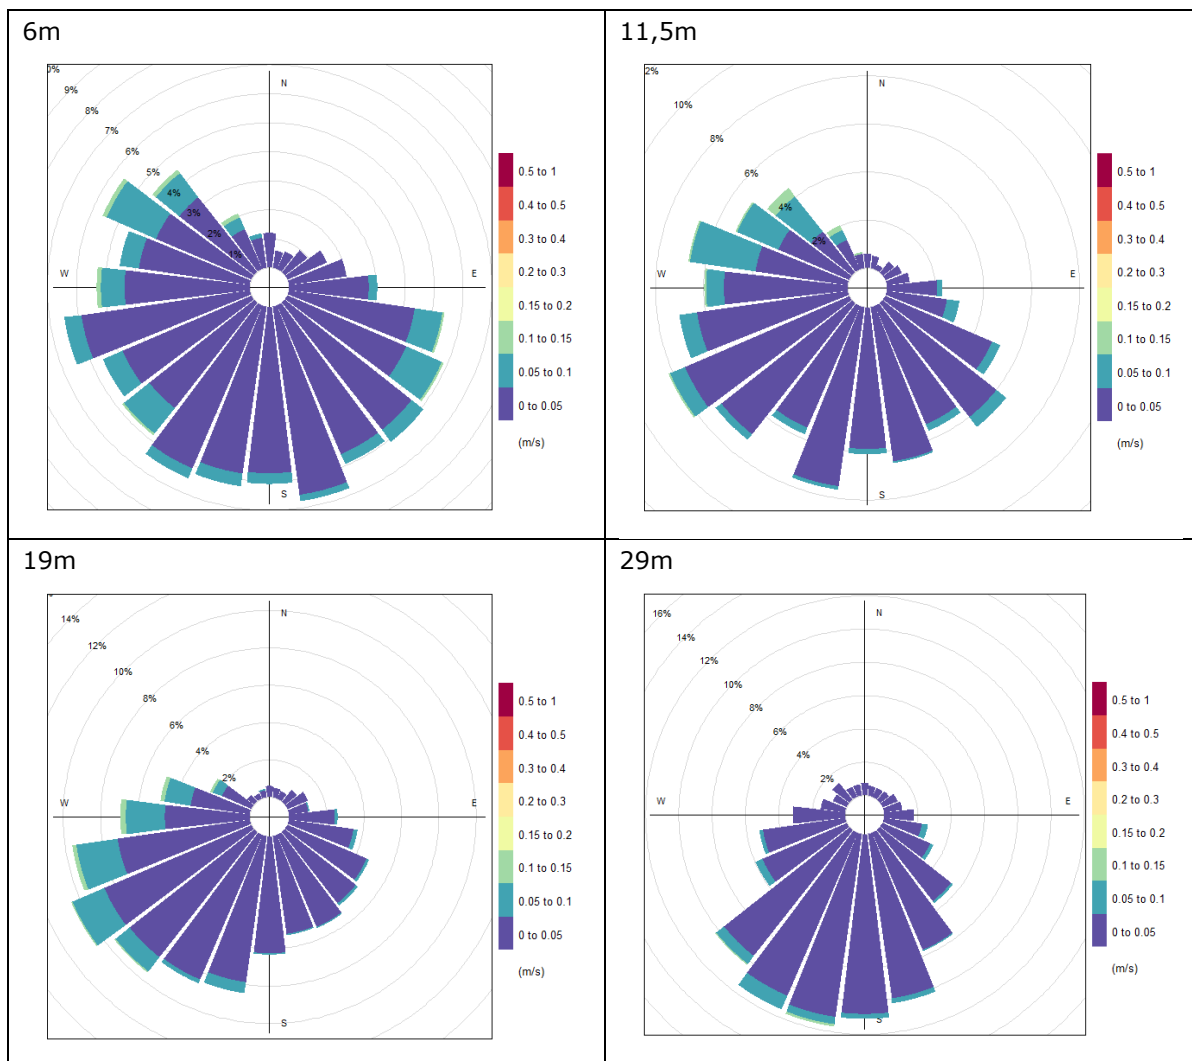 6m
0%
9%
8%
7%
6%
5%
4%
3%
2%
1%
N
W
E
S
0.5 to 1
0.4 to 0.5
0.3 to 0.4
0.2 to 0.3
0.15 to 0.2
0.1 to 0.15
0.05 to 0.1
0 to 0.05
(m/s)
11,5m
2%
10%
8%
6%
4%
2%
N
W
E
S
0.5 to 1
0.4 to 0.5
0.3 to 0.4
0.2 to 0.3
0.15 to 0.2
0.1 to 0.15
0.05 to 0.1
0 to 0.05
(m/s)
19m
14%
12%
10%
8%
6%
4%
2%
N
W
E
S
0.5 to 1
0.4 to 0.5
0.3 to 0.4
0.2 to 0.3
0.15 to 0.2
0.1 to 0.15
0.05 to 0.1
0 to 0.05
(m/s)
29m
16%
14%
12%
10%
8%
6%
4%
2%
N
W
E
S
0.5 to 1
0.4 to 0.5
0.3 to 0.4
0.2 to 0.3
0.15 to 0.2
0.1 to 0.15
0.05 to 0.1
0 to 0.05
(m/s)